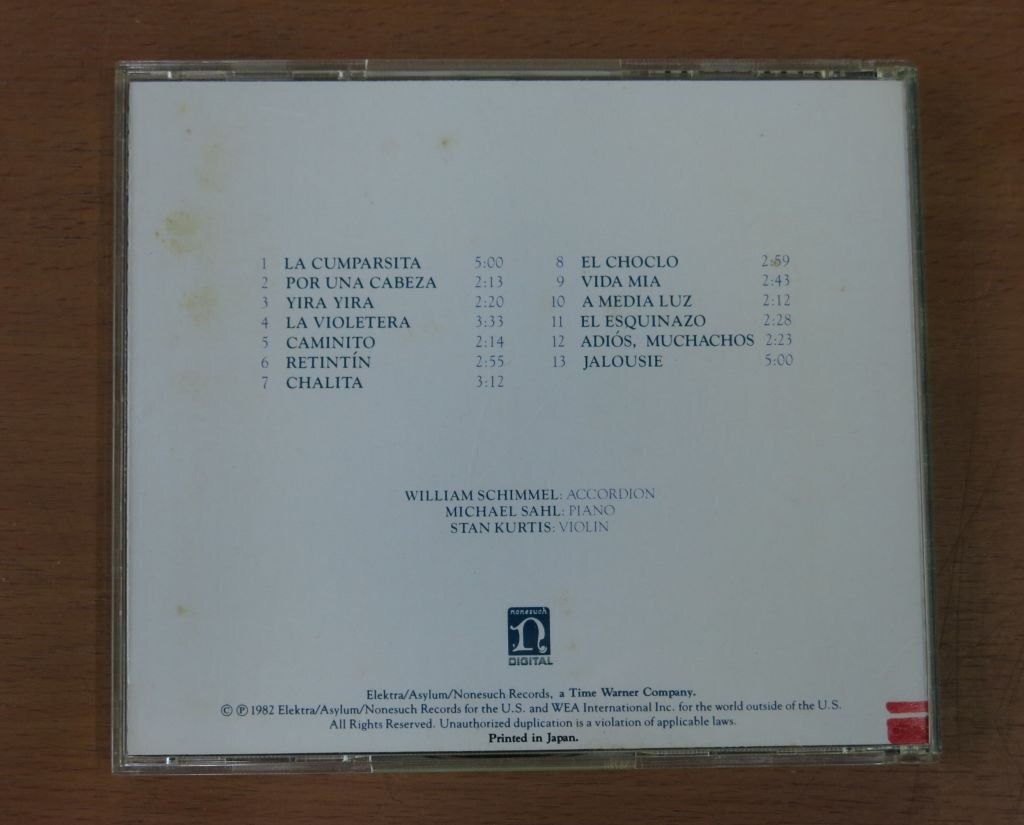 1 LA CUMPARSITA 5:00
2 POR UNA CABEZA 2:13
3 YIRA YIRA 2:20
4 LA VIOLETERA 3:33
5 CAMINITO 2:14
6 RETINTÍN 2:55
7 CHALITA 3:12
8 EL CHOCLO 2:59
9 VIDA MIA 2:43
10 A MEDIA LUZ 2:12
11 EL ESQUINAZO 2:28
12 ADIÓS, MUCHACHOS 2:23
13 JALOUSIE 5:00
WILLIAM SCHIMMEL: ACCORDION
MICHAEL SAHL: PIANO
STAN KURTIS: VIOLIN
nonesuch
n
DIGITAL
Elektra/Asylum/Nonesuch Records, a Time Warner Company.
© ℗ 1982 Elektra/Asylum/Nonesuch Records for the U.S. and WEA International Inc. for the world outside of the U.S.
All Rights Reserved. Unauthorized duplication is a violation of applicable laws.
Printed in Japan.